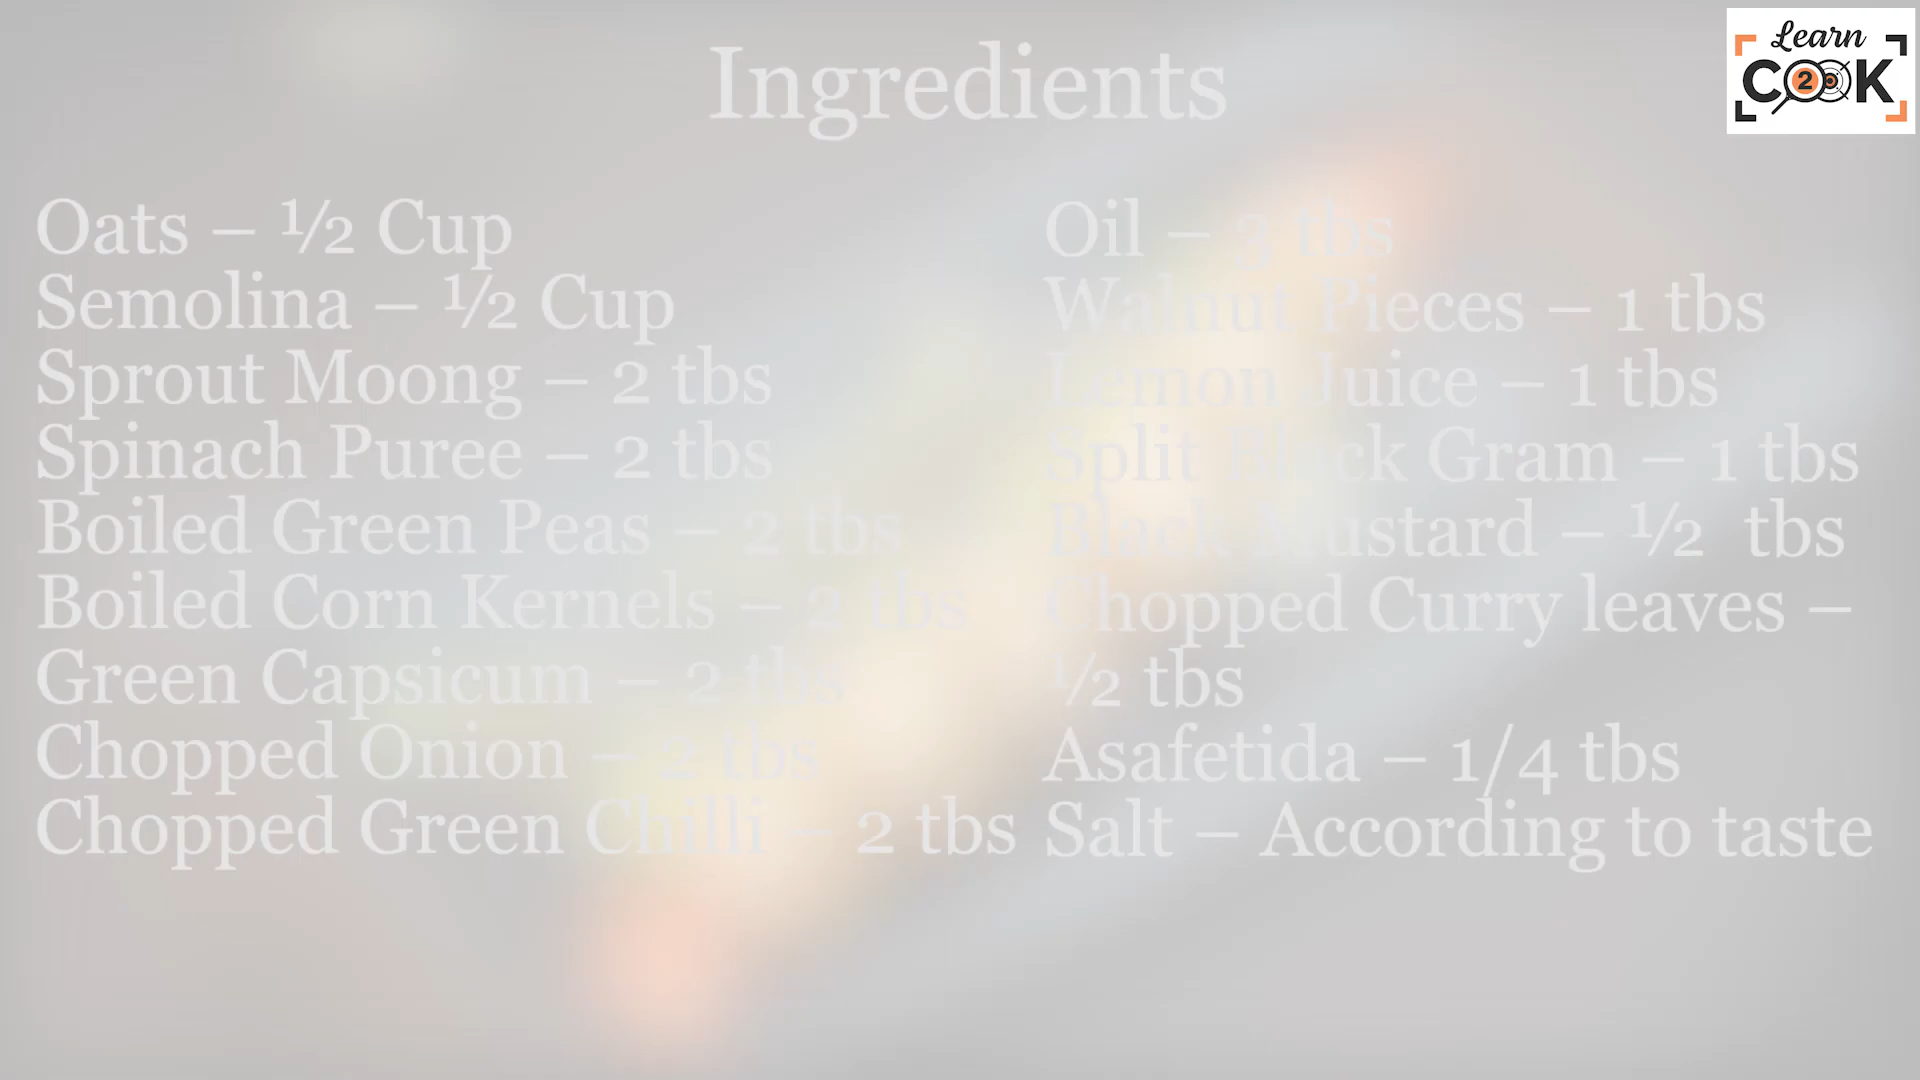 Learn
CO2OK
Ingredients
Oats – ½ Cup
Semolina – ½ Cup
Sprout Moong – 2 tbs
Spinach Puree – 2 tbs
Boiled Green Peas – 2 tbs
Boiled Corn Kernels – 2 tbs
Green Capsicum – 2 tbs
Chopped Onion – 2 tbs
Chopped Green Chilli – 2 tbs
Oil – 3 tbs
Walnut Pieces – 1 tbs
Lemon Juice – 1 tbs
Split Black Gram – 1 tbs
Black Mustard – ½ tbs
Chopped Curry leaves –
½ tbs
Asafetida – 1/4 tbs
Salt – According to taste